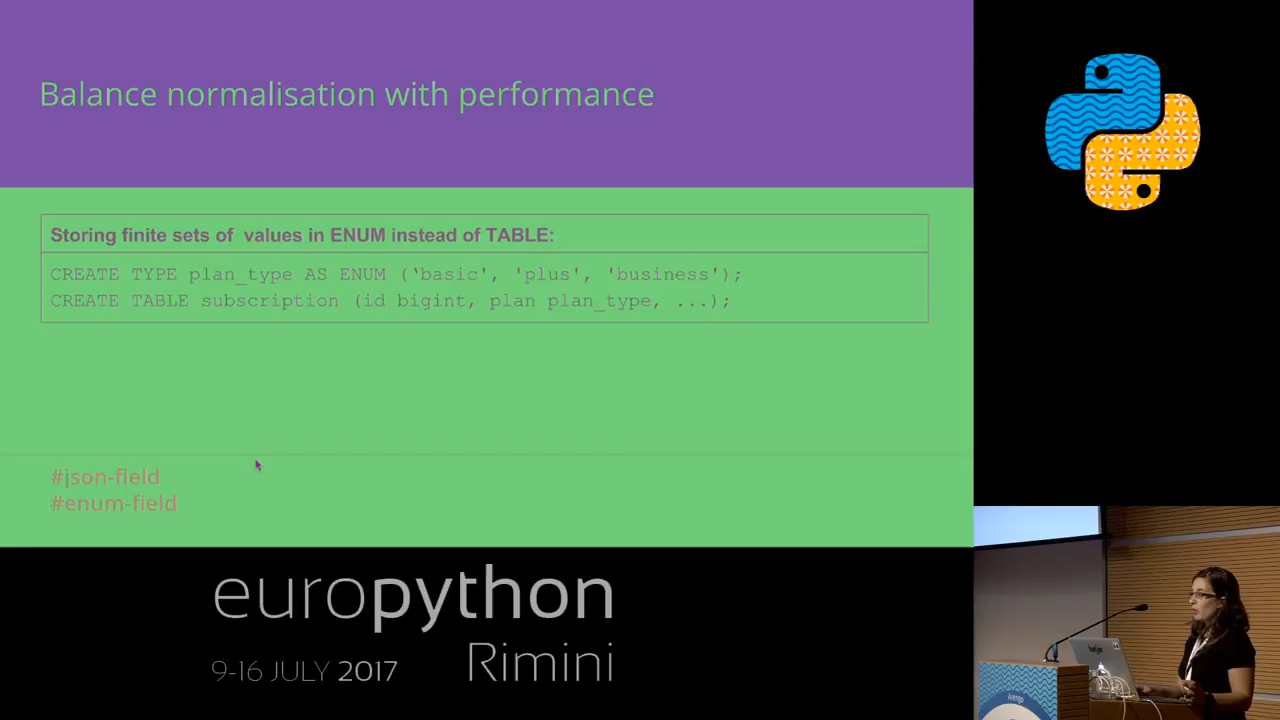 Balance normalisation with performance
Storing finite sets of values in ENUM instead of TABLE:
CREATE TYPE plan_type AS ENUM (‘basic', 'plus', 'business');
CREATE TABLE subscription (id bigint, plan plan_type, ...);
#json-field
#enum-field
europython
Rimini
9-16 JULY 2017
hotjar